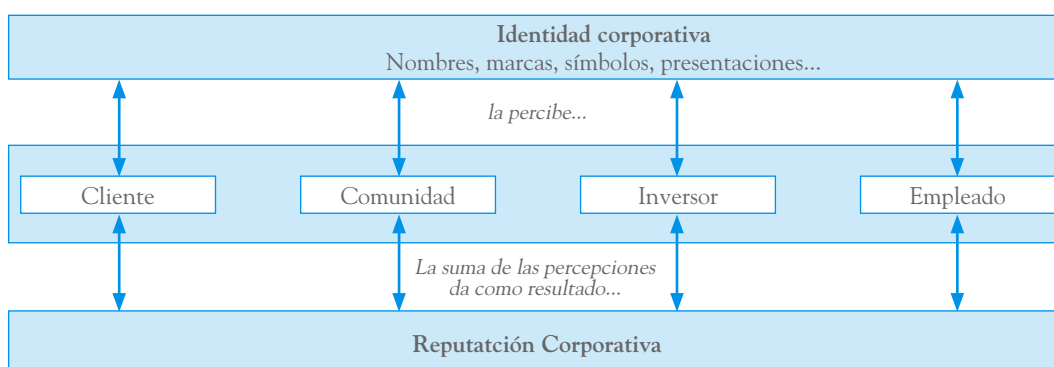 Identidad corporativa
Nombres, marcas, símbolos, presentaciones...
la percibe...
Cliente
Comunidad
Inversor
Empleado
La suma de las percepciones
da como resultado...
Reputatción Corporativa